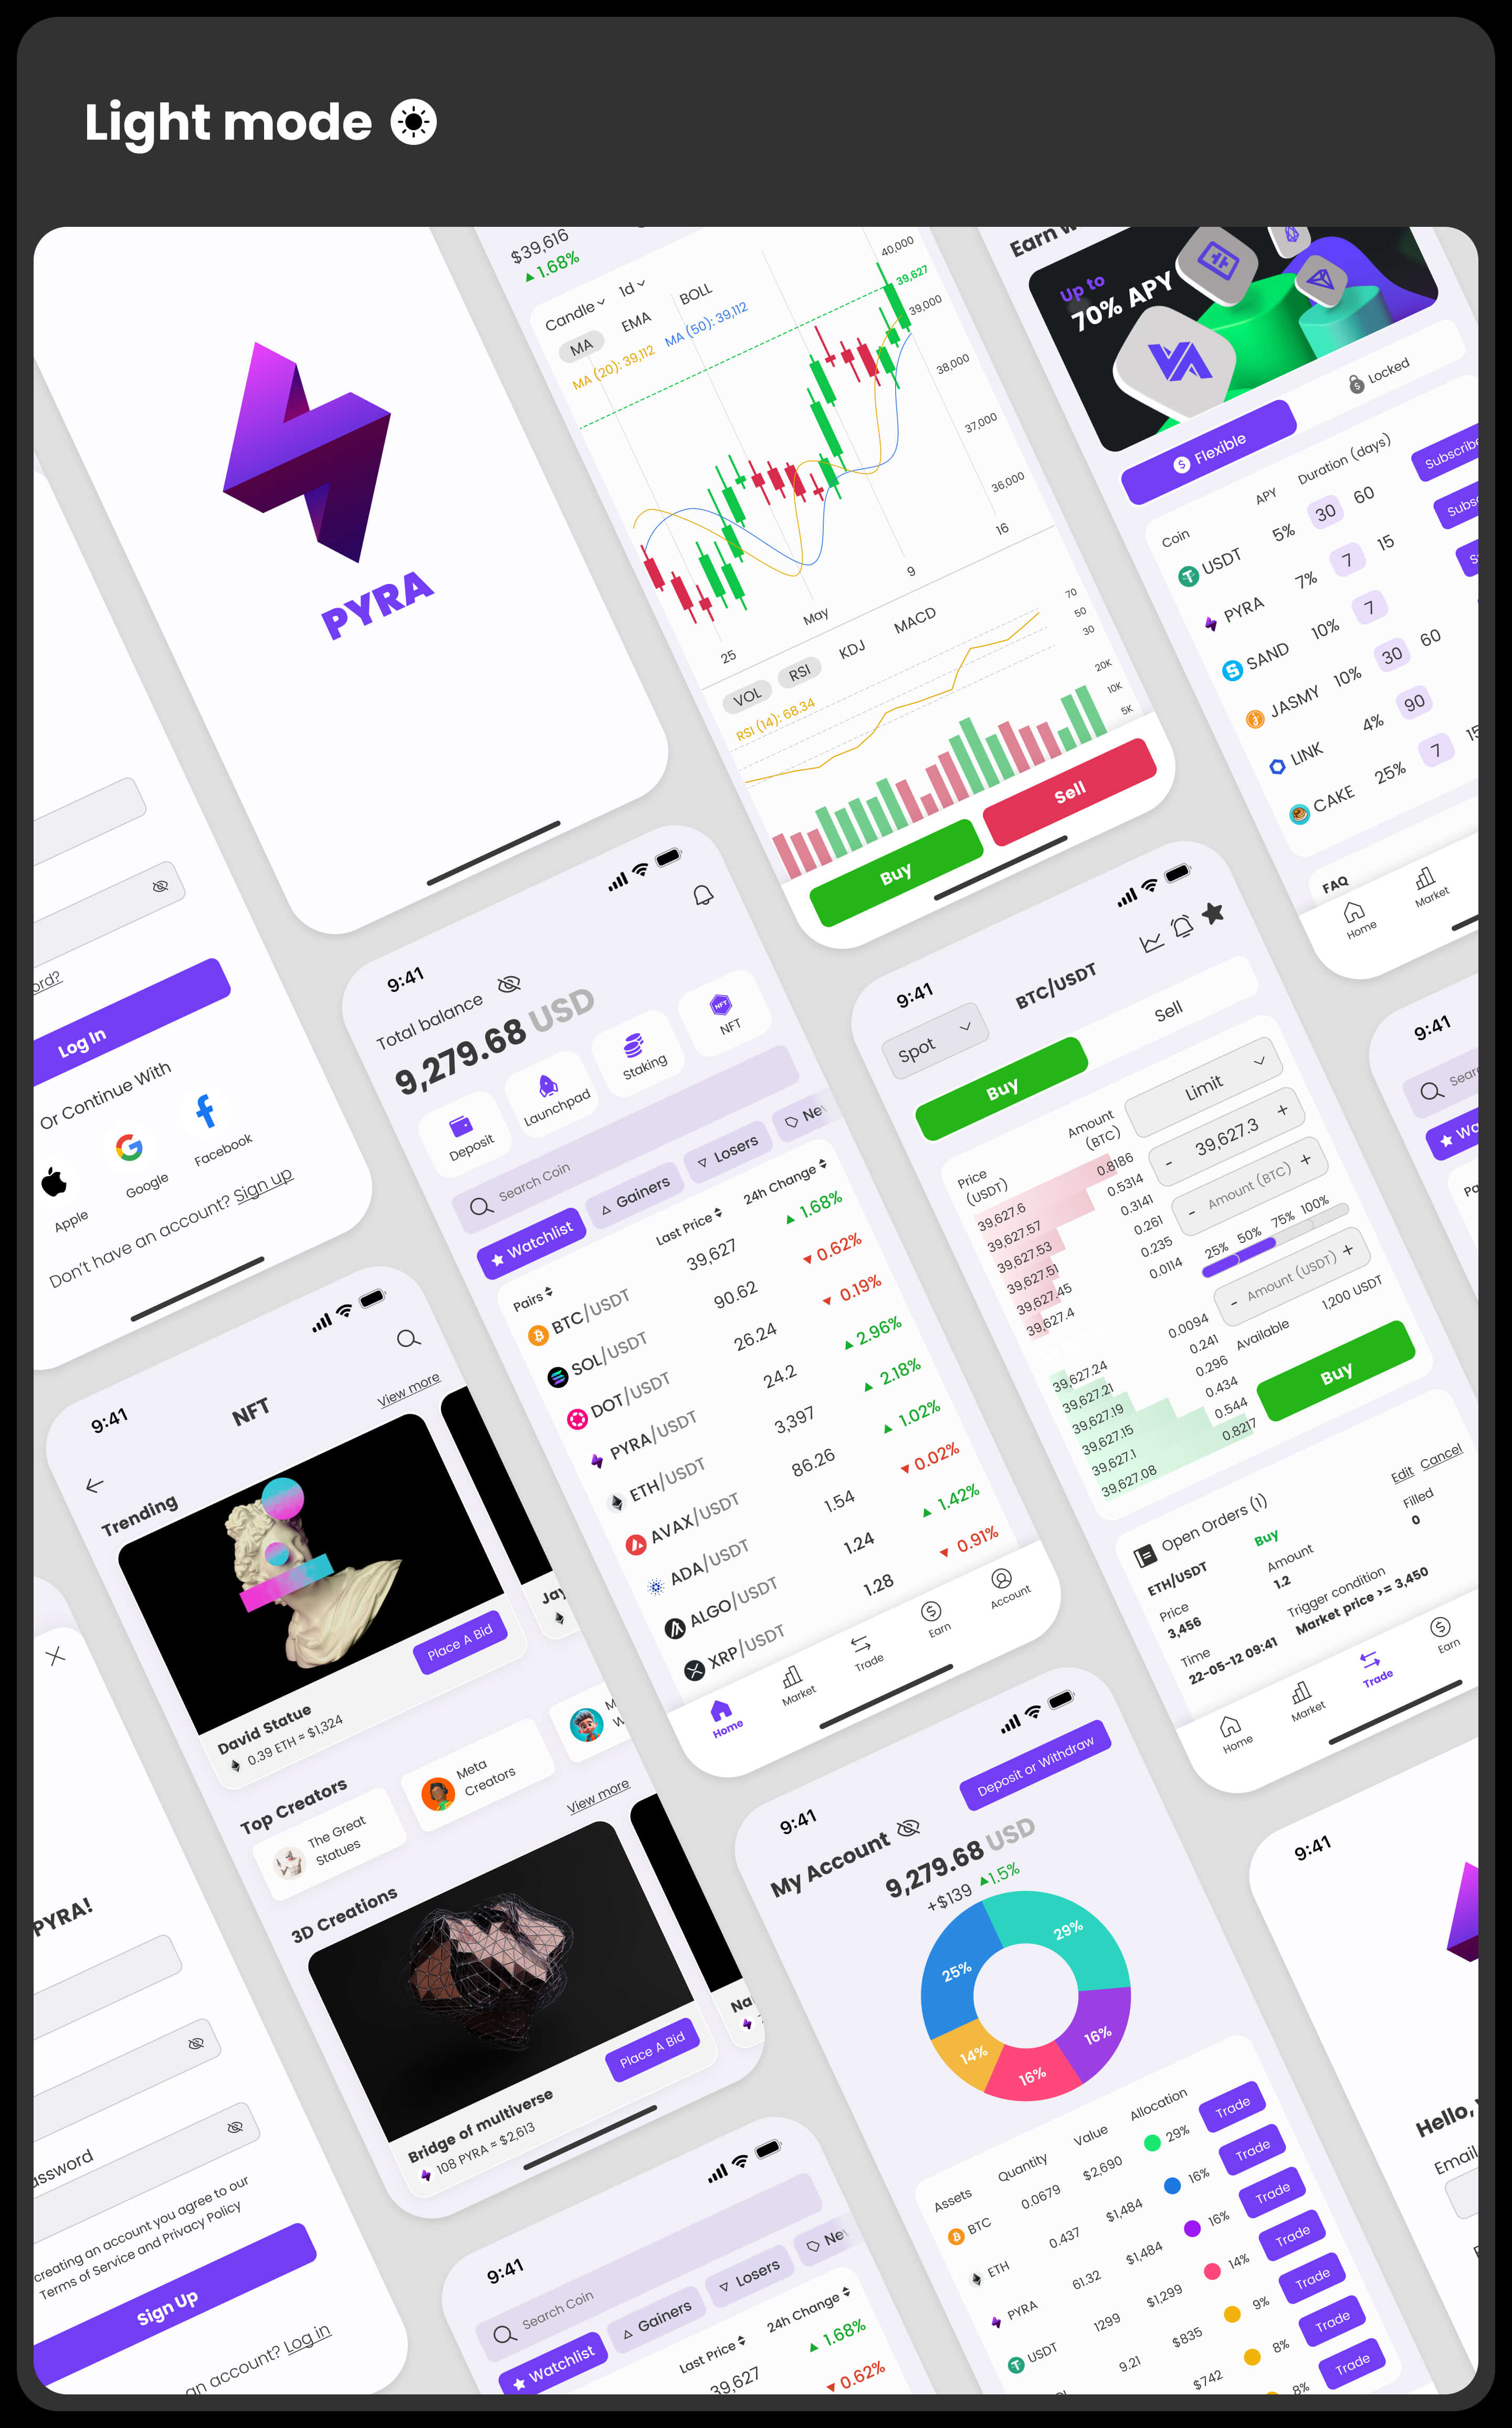 Light mode
PYRA
$39,616
▲ 1.68%
Candle 1d
MA EMA BOLL
MA (20): 39,112 MA (50): 39,112
40,000
39,627
39,000
38,000
37,000
36,000
25 May 9 16
VOL RSI KDJ MACD
RSI (14): 68.34
70
50
30
20K
10K
5K
Buy Sell
Earn
Up to
70% APY
Flexible Locked
Coin APY Duration (days)
USDT 5% 30 60 Subscribe
PYRA 7% 7 15
SAND 10% 7
JASMY 10% 30 60
LINK 4% 90
CAKE 25% 7 15
FAQ
Home Market
Log In
Or Continue With
Apple Google Facebook
Don't have an account? Sign up
9:41
Total balance
9,279.68 USD
Deposit Launchpad Staking NFT
Search Coin
Watchlist Gainers Losers
Pairs Last Price 24h Change
BTC/USDT 39,627 ▲ 1.68%
SOL/USDT 90.62 ▼ 0.62%
DOT/USDT 26.24 ▼ 0.19%
PYRA/USDT 24.2 ▲ 2.96%
ETH/USDT 3,397 ▲ 2.18%
AVAX/USDT 86.26 ▲ 1.02%
ADA/USDT 1.54 ▼ 0.02%
ALGO/USDT 1.24 ▲ 1.42%
XRP/USDT 1.28 ▼ 0.91%
Home Market Trade Earn Account
9:41
Spot BTC/USDT
Buy Sell
Limit
Price
(USDT)
Amount
(BTC)
39,627.6 0.8186
39,627.57 0.5314
39,627.53 0.3141
39,627.51 0.261
39,627.45 0.235
39,627.4 0.0114
39,627.24 0.0094
39,627.21 0.241
39,627.19 0.296
39,627.15 0.434
39,627.1 0.544
39,627.08 0.8217
- 39,627.3 +
- Amount (BTC) +
25% 50% 75% 100%
- Amount (USDT) +
Available 1,200 USDT
Buy
Open Orders (1)
Edit Cancel
ETH/USDT Buy
Price Amount Filled
3,456 1.2 0
Time Trigger condition
22-05-12 09:41 Market price >= 3,450
Home Market Trade Earn
9:41
9:41
NFT
Trending View more
David Statue
0.39 ETH ≈ $1,324
Place A Bid
Top Creators
The Great
Statues
Meta
Creators
3D Creations View more
Bridge of multiverse
108 PYRA ≈ $2,613
Place A Bid
PYRA!
creating an account you agree to our
Terms of Service and Privacy Policy
Sign Up
an account? Log in
9:41
Search Coin
Watchlist Gainers Losers
Last Price 24h Change
39,627 ▲ 1.68%
▼ 0.62%
9:41
Deposit or Withdraw
My Account
9,279.68 USD
+$139 ▲1.5%
29%
25%
16%
14%
16%
Assets Quantity Value Allocation
BTC 0.0679 $2,690 29% Trade
ETH 0.437 $1,484 16% Trade
PYRA 61.32 $1,484 16% Trade
USDT 1299 $1,299 14% Trade
9.21 $835 9% Trade
$742 8% Trade
8% Trade
9:41
Hello,
Email